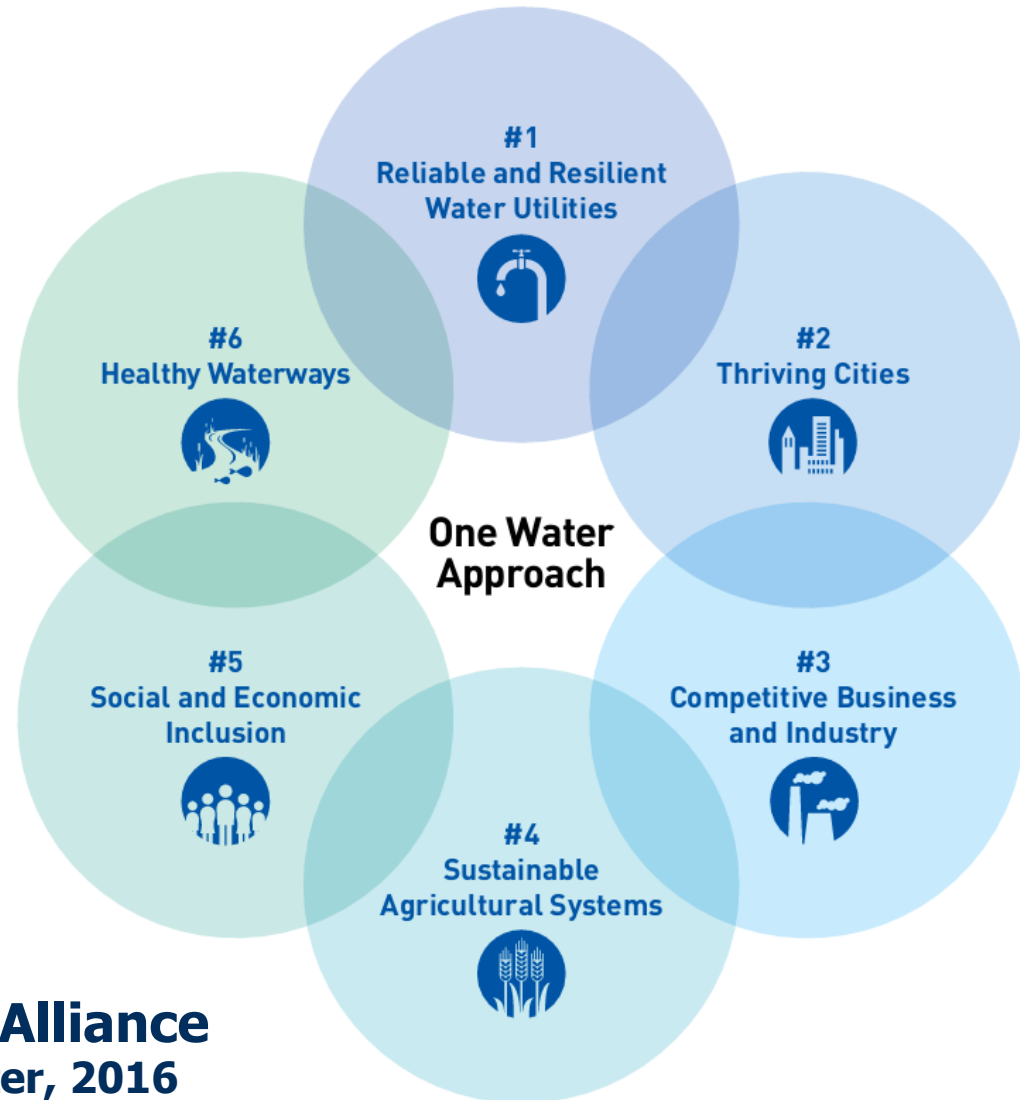 #1
Reliable and Resilient
Water Utilities
#2
Thriving Cities
#3
Competitive Business
and Industry
#4
Sustainable
Agricultural Systems
#5
Social and Economic
Inclusion
#6
Healthy Waterways
One Water
Approach
Alliance
er, 2016